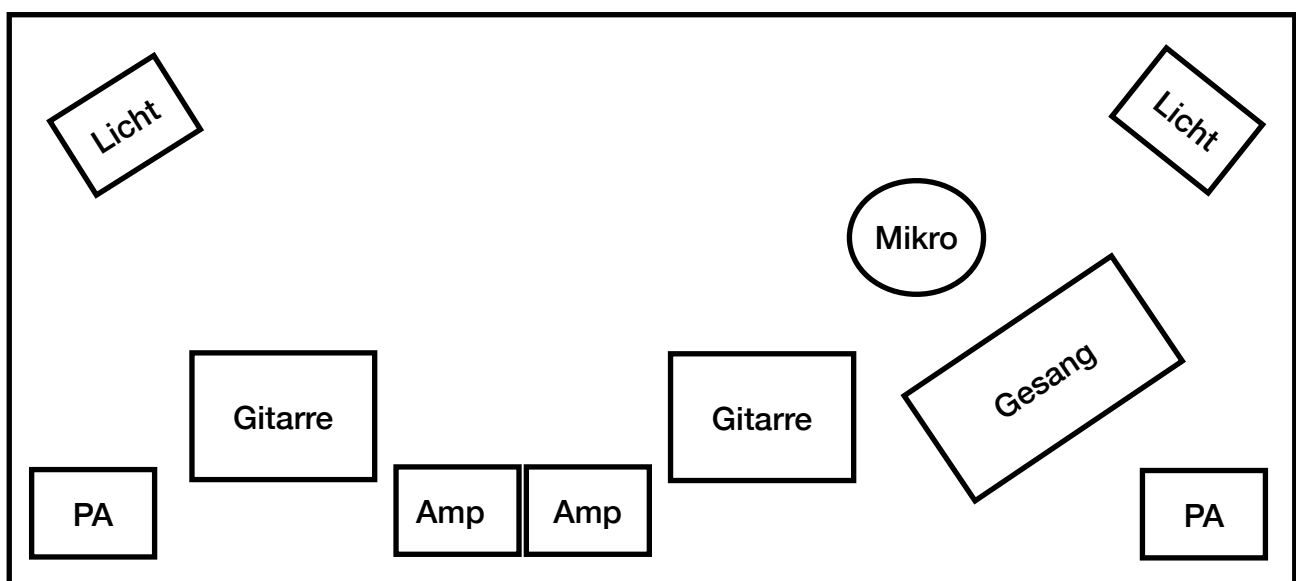 Licht
Licht
Mikro
Gesang
Gitarre
Gitarre
PA
Amp
Amp
PA